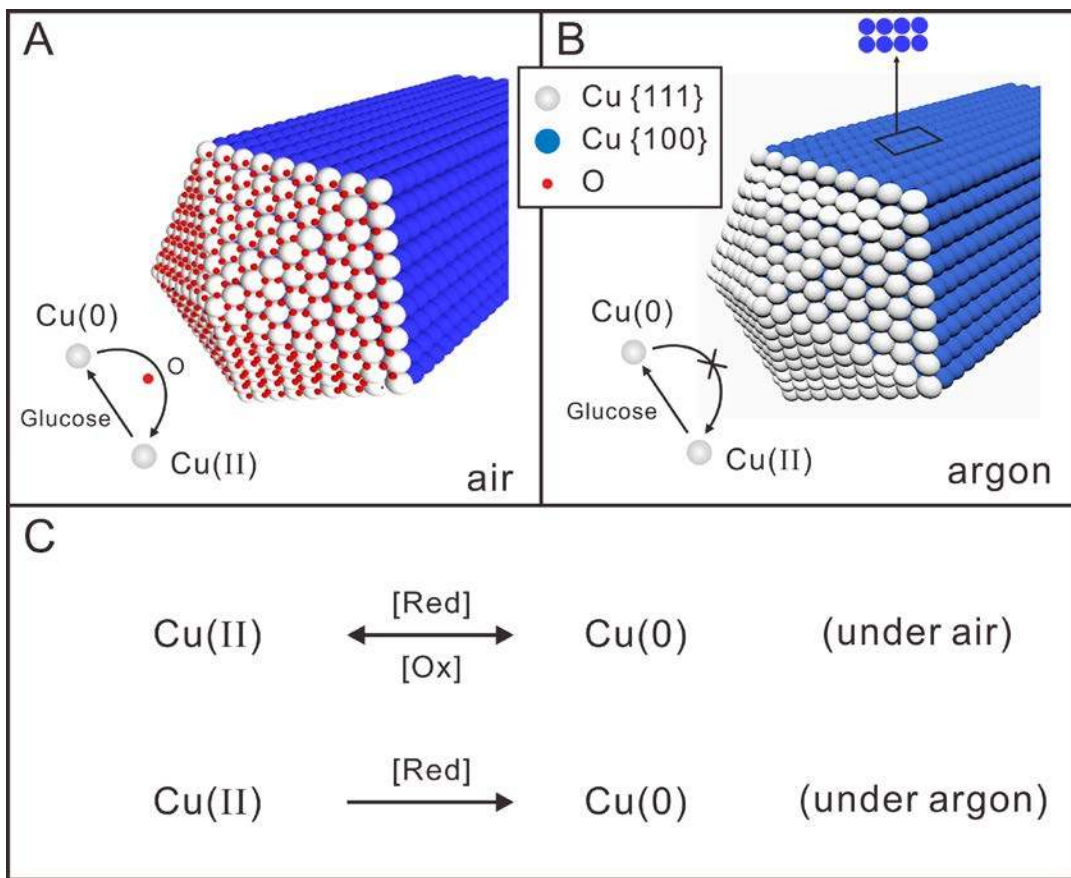 A
B
Cu {111}
Cu {100}
O
Cu(0)
O
Glucose
Cu(II)
air
Cu(0)
Glucose
Cu(II)
argon
C
[Red]
Cu(II) Cu(0) (under air)
[Ox]
[Red]
Cu(II) Cu(0) (under argon)